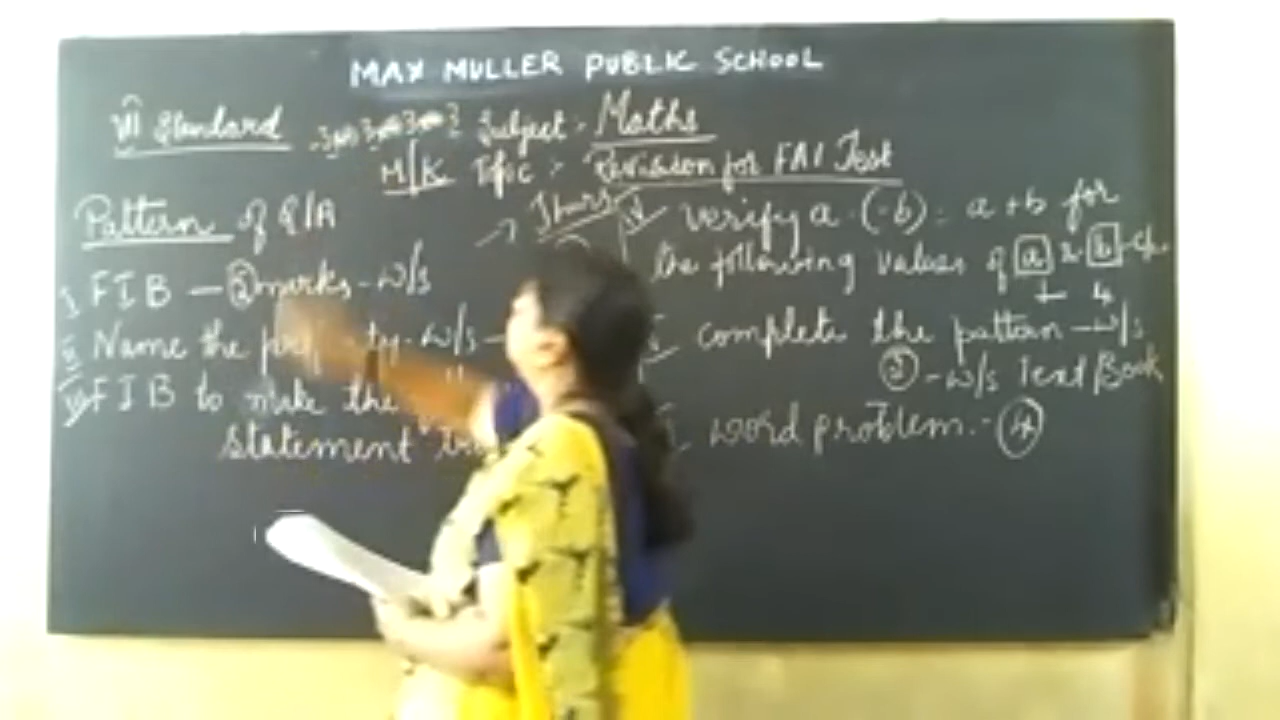 MAX MULLER PUBLIC SCHOOL
VII Standard Subject - Maths
M/K Topic - Revision for FA1 Test
Pattern of Q/A
I FIB - ② marks - w/s
II Name the w/s -
FIB to make the
statement
Thurs
verify a - (-b) = a + b for
the following values of a & b
complete the pattern - w/s
② - w/s Text Book
word problem. - ④